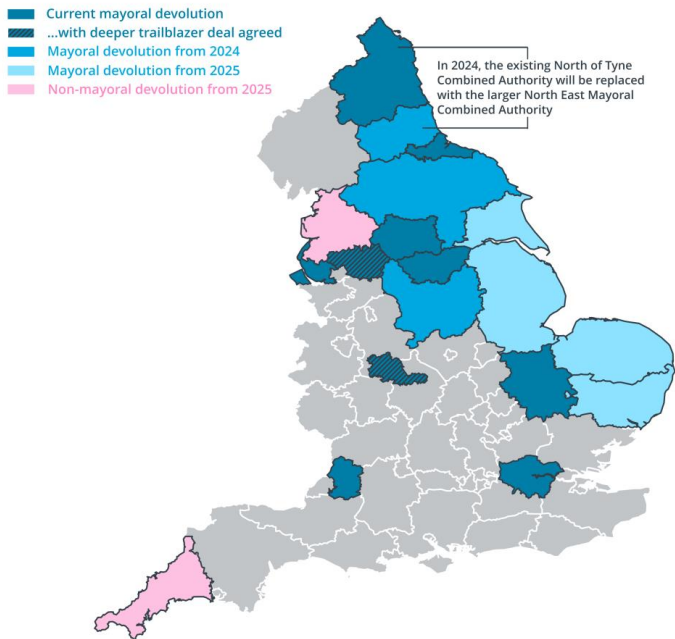 Current mayoral devolution
...with deeper trailblazer deal agreed
Mayoral devolution from 2024
Mayoral devolution from 2025
Non-mayoral devolution from 2025
In 2024, the existing North of Tyne
Combined Authority will be replaced
with the larger North East Mayoral
Combined Authority